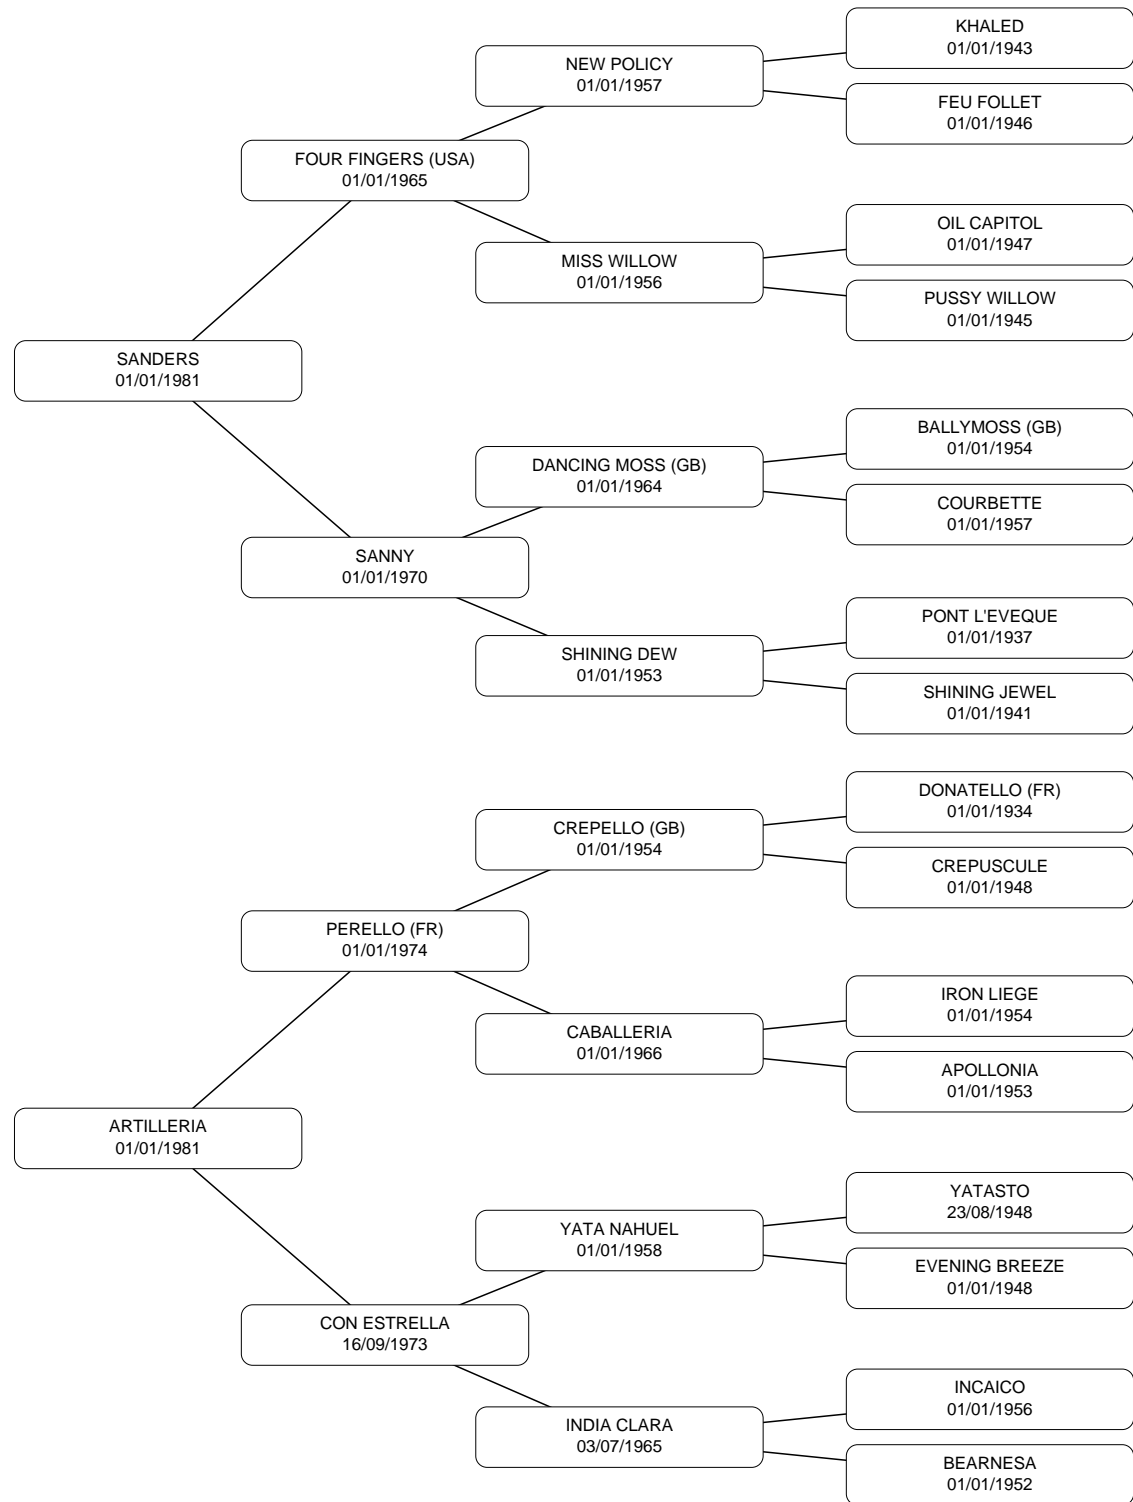 KHALED
01/01/1943
NEW POLICY
01/01/1957
FEU FOLLET
01/01/1946
FOUR FINGERS (USA)
01/01/1965
OIL CAPITOL
01/01/1947
MISS WILLOW
01/01/1956
PUSSY WILLOW
01/01/1945
SANDERS
01/01/1981
BALLYMOSS (GB)
01/01/1954
DANCING MOSS (GB)
01/01/1964
COURBETTE
01/01/1957
SANNY
01/01/1970
PONT L'EVEQUE
01/01/1937
SHINING DEW
01/01/1953
SHINING JEWEL
01/01/1941
DONATELLO (FR)
01/01/1934
CREPELLO (GB)
01/01/1954
CREPUSCULE
01/01/1948
PERELLO (FR)
01/01/1974
IRON LIEGE
01/01/1954
CABALLERIA
01/01/1966
APOLLONIA
01/01/1953
ARTILLERIA
01/01/1981
YATASTO
23/08/1948
YATA NAHUEL
01/01/1958
EVENING BREEZE
01/01/1948
CON ESTRELLA
16/09/1973
INCAICO
01/01/1956
INDIA CLARA
03/07/1965
BEARNESA
01/01/1952